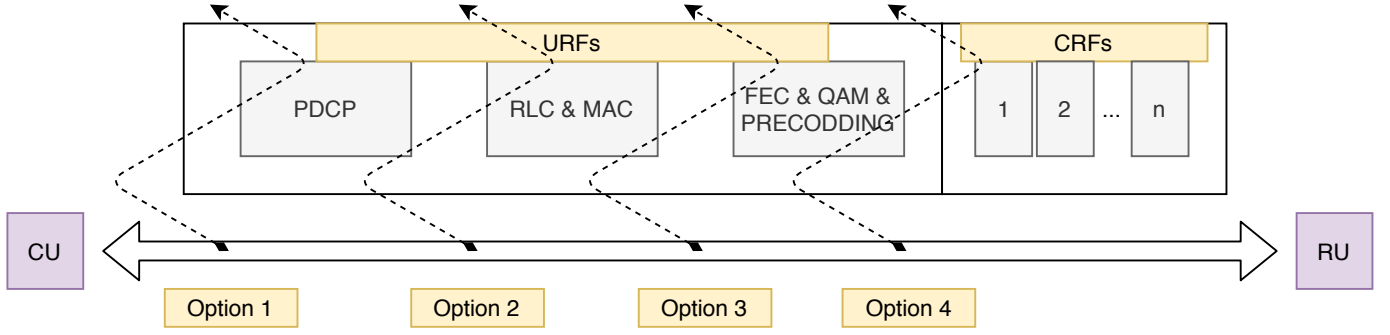 URFs
CRFs
PDCP
RLC & MAC
FEC & QAM &
PRECODDING
1
2
...
n
CU
RU
Option 1
Option 2
Option 3
Option 4